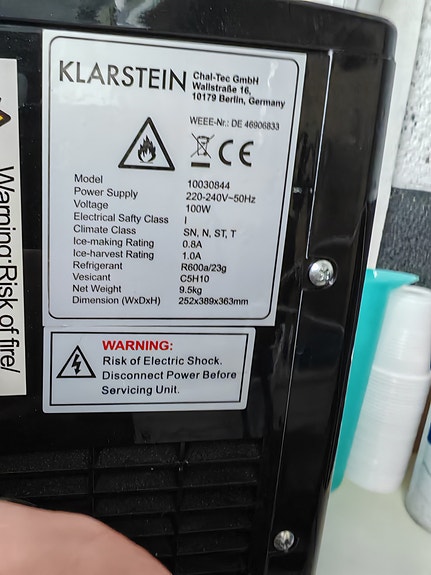 KLARSTEIN
Chal-Tec GmbH
Wallstraße 16,
10179 Berlin, Germany
WEEE-Nr.: DE 46906833
CE
Model 10030844
Power Supply 220-240V~50Hz
Voltage 100W
Electrical Safty Class I
Climate Class SN, N, ST, T
Ice-making Rating 0.8A
Ice-harvest Rating 1.0A
Refrigerant R600a/23g
Vesicant C5H10
Net Weight 9.5kg
Dimension (WxDxH) 252x389x363mm
WARNING:
Risk of Electric Shock.
Disconnect Power Before
Servicing Unit.
Warning:Risk of fire/